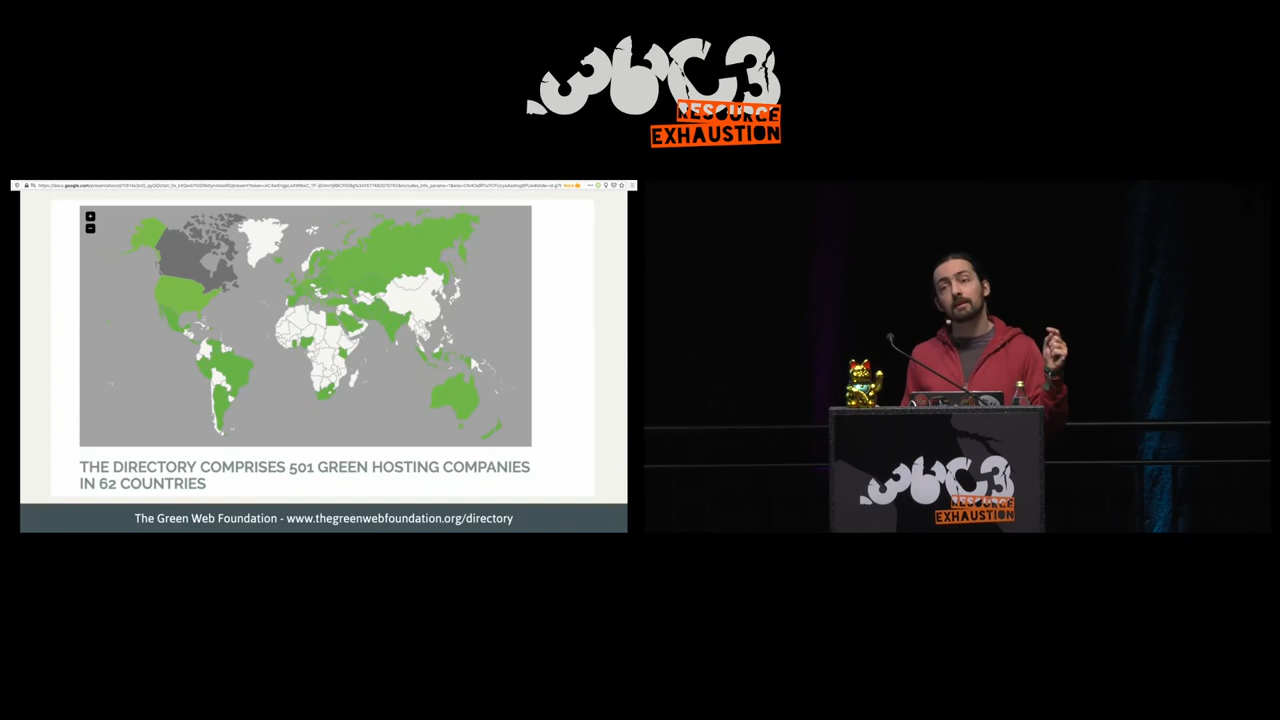 36C3
RESOURCE
EXHAUSTION
+
-
THE DIRECTORY COMPRISES 501 GREEN HOSTING COMPANIES
IN 62 COUNTRIES
The Green Web Foundation - www.thegreenwebfoundation.org/directory
36C3
RESOURCE
EXHAUSTION